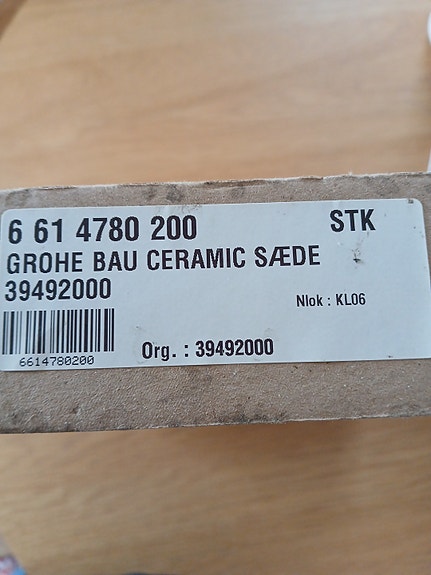 6 61 4780 200 STK
GROHE BAU CERAMIC SÆDE
39492000
Nlok : KL06
6614780200
Org. : 39492000